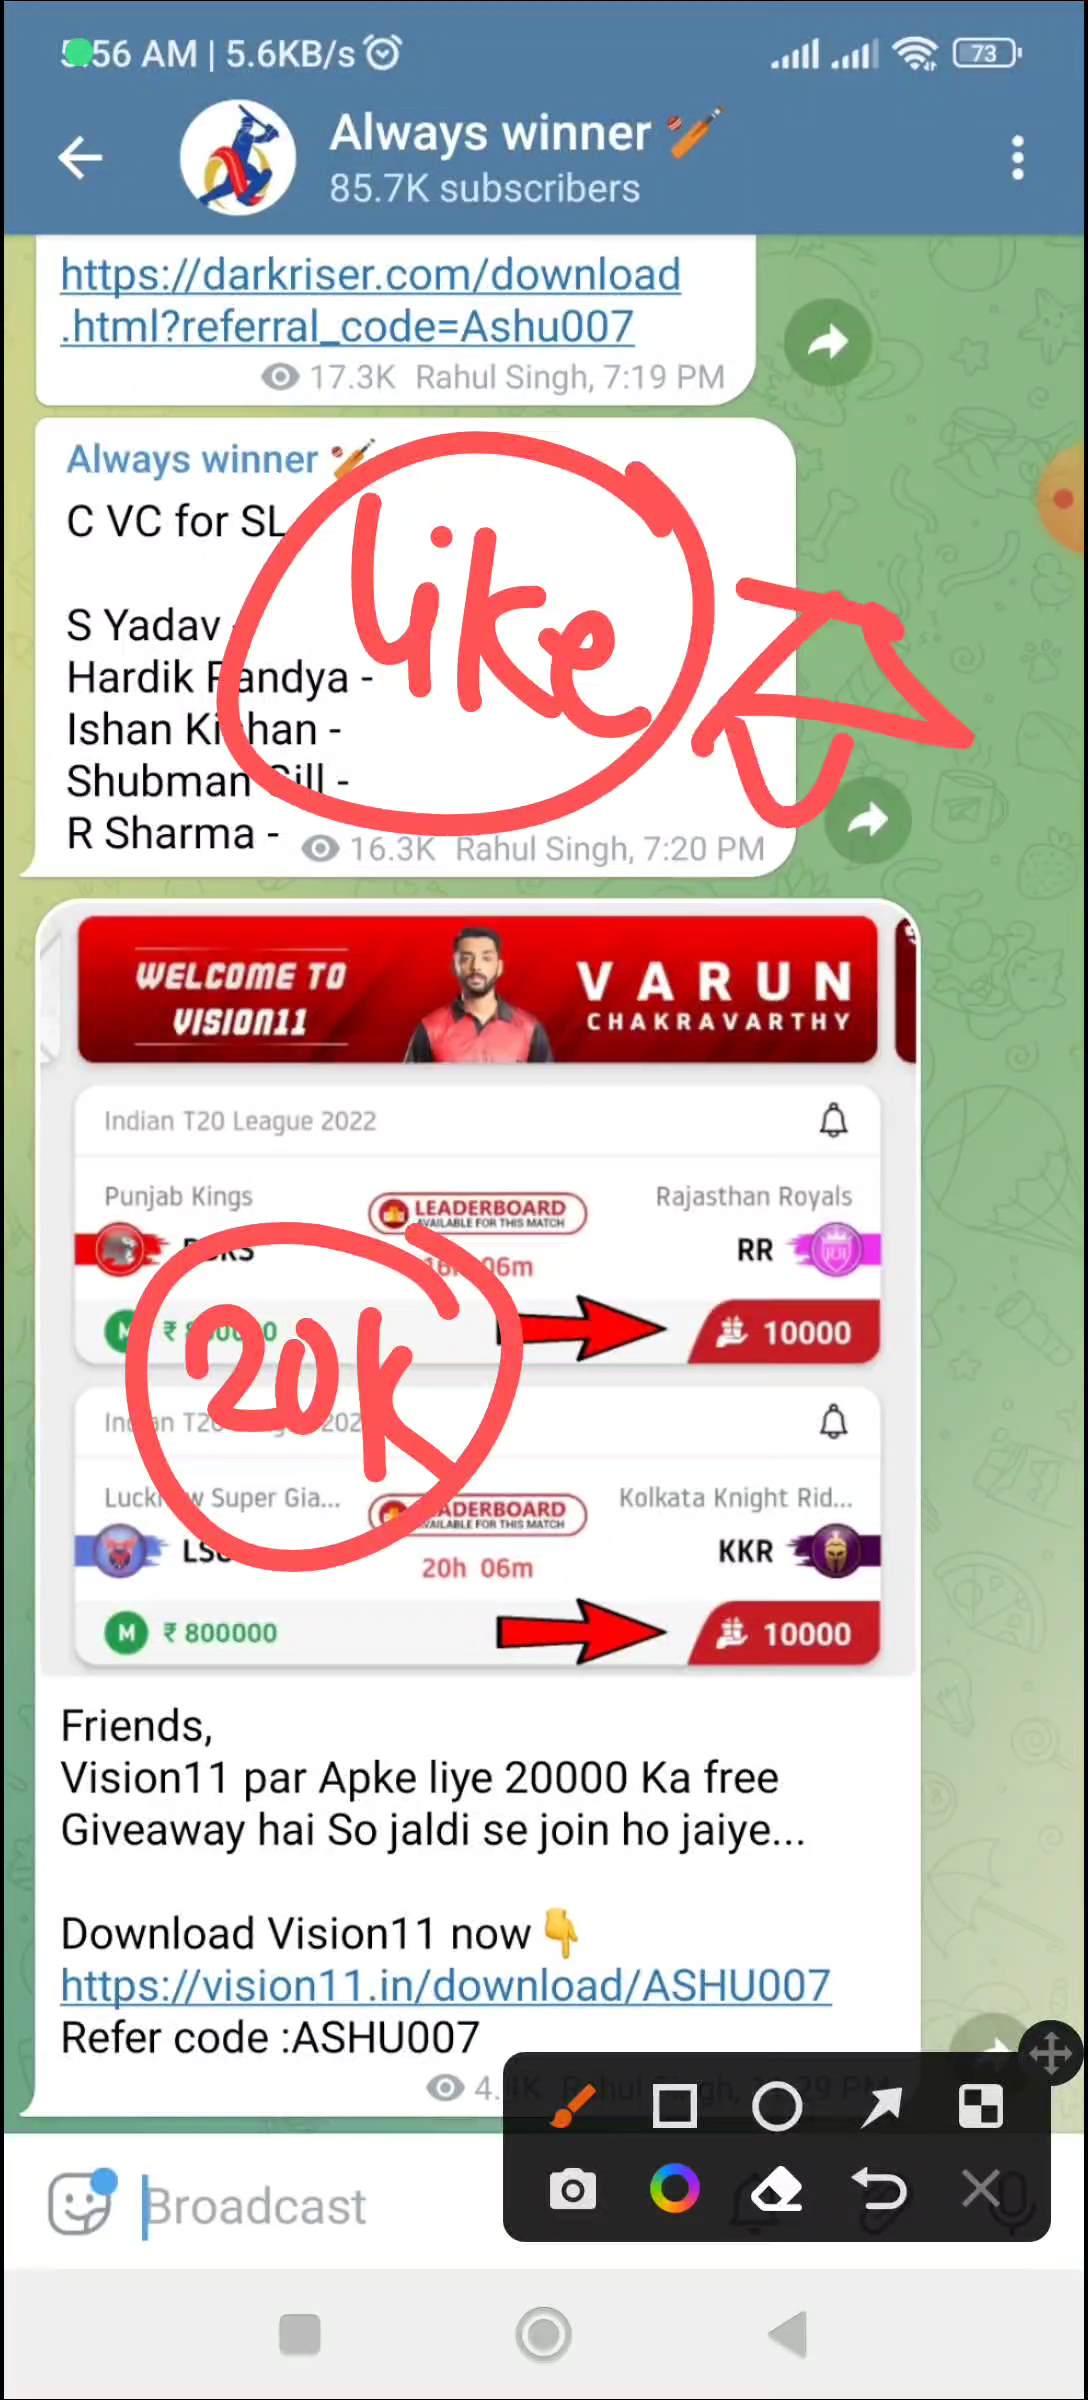 56 AM | 5.6KB/s
73
Always winner
85.7K subscribers
https://darkriser.com/download
.html?referral_code=Ashu007
17.3K Rahul Singh, 7:19 PM
Always winner
C VC for SL
like
S Yadav -
Hardik Pandya -
Ishan Kishan -
Shubman Gill -
R Sharma -
16.3K Rahul Singh, 7:20 PM
WELCOME TO
VISION11
VARUN
CHAKRAVARTHY
Indian T20 League 2022
Punjab Kings
LEADERBOARD
AVAILABLE FOR THIS MATCH
Rajasthan Royals
06m
RR
20K
M ₹
10000
Indian T20
Lucknow Super Gia...
LEADERBOARD
AVAILABLE FOR THIS MATCH
Kolkata Knight Rid...
LSG
20h 06m
KKR
M ₹ 800000
10000
Friends,
Vision11 par Apke liye 20000 Ka free
Giveaway hai So jaldi se join ho jaiye...
Download Vision11 now
https://vision11.in/download/ASHU007
Refer code :ASHU007
Broadcast